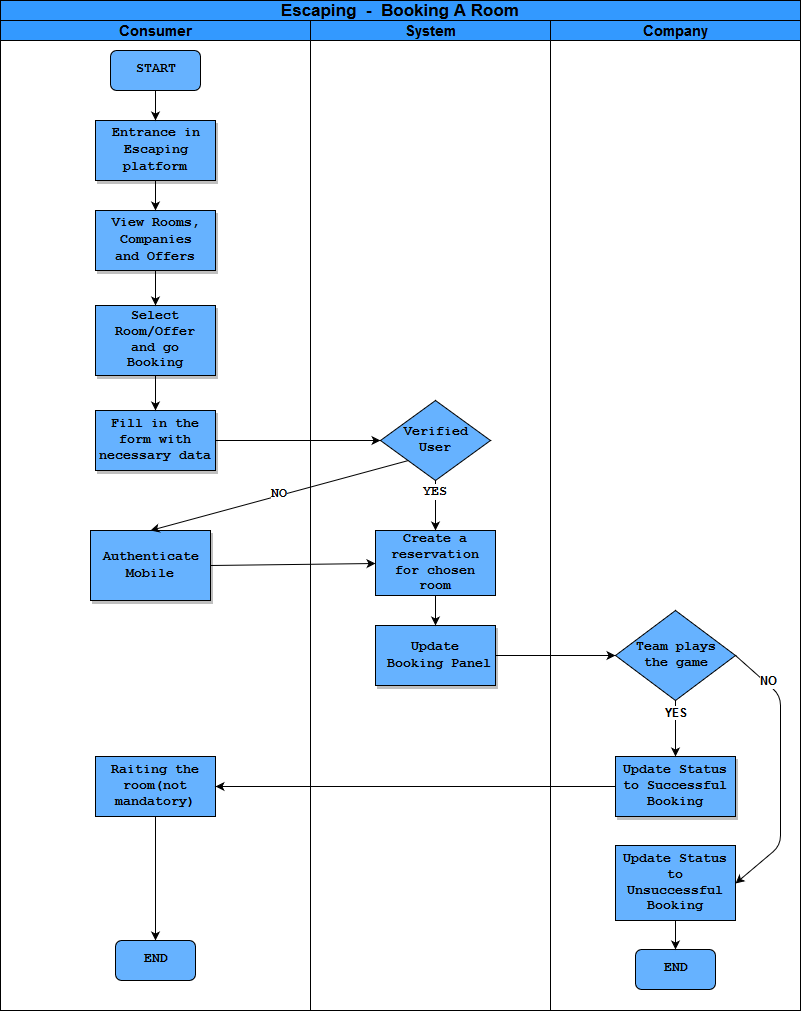 Escaping - Booking A Room
Consumer
System
Company
START
Entrance in
Escaping
platform
View Rooms,
Companies
and Offers
Select
Room/Offer
and go
Booking
Fill in the
form with
necessary data
Verified
User
NO
YES
Authenticate
Mobile
Create a
reservation
for chosen
room
Update
Booking Panel
Team plays
the game
NO
YES
Raiting the
room(not
mandatory)
Update Status
to Successful
Booking
Update Status
to
Unsuccessful
Booking
END
END